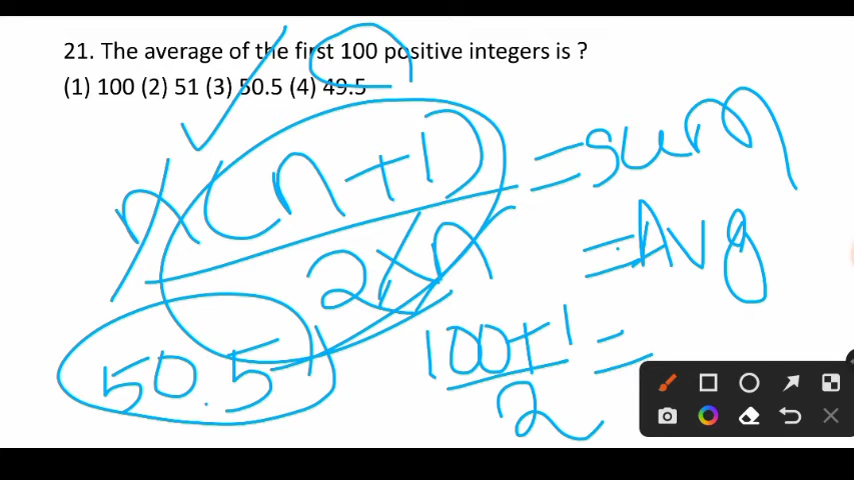 21. The average of the first 100 positive integers is ?
(1) 100 (2) 51 (3) 50.5 (4) 49.5
n(n+1) = sum
2×n = Avg
100+1 =
2
50.5